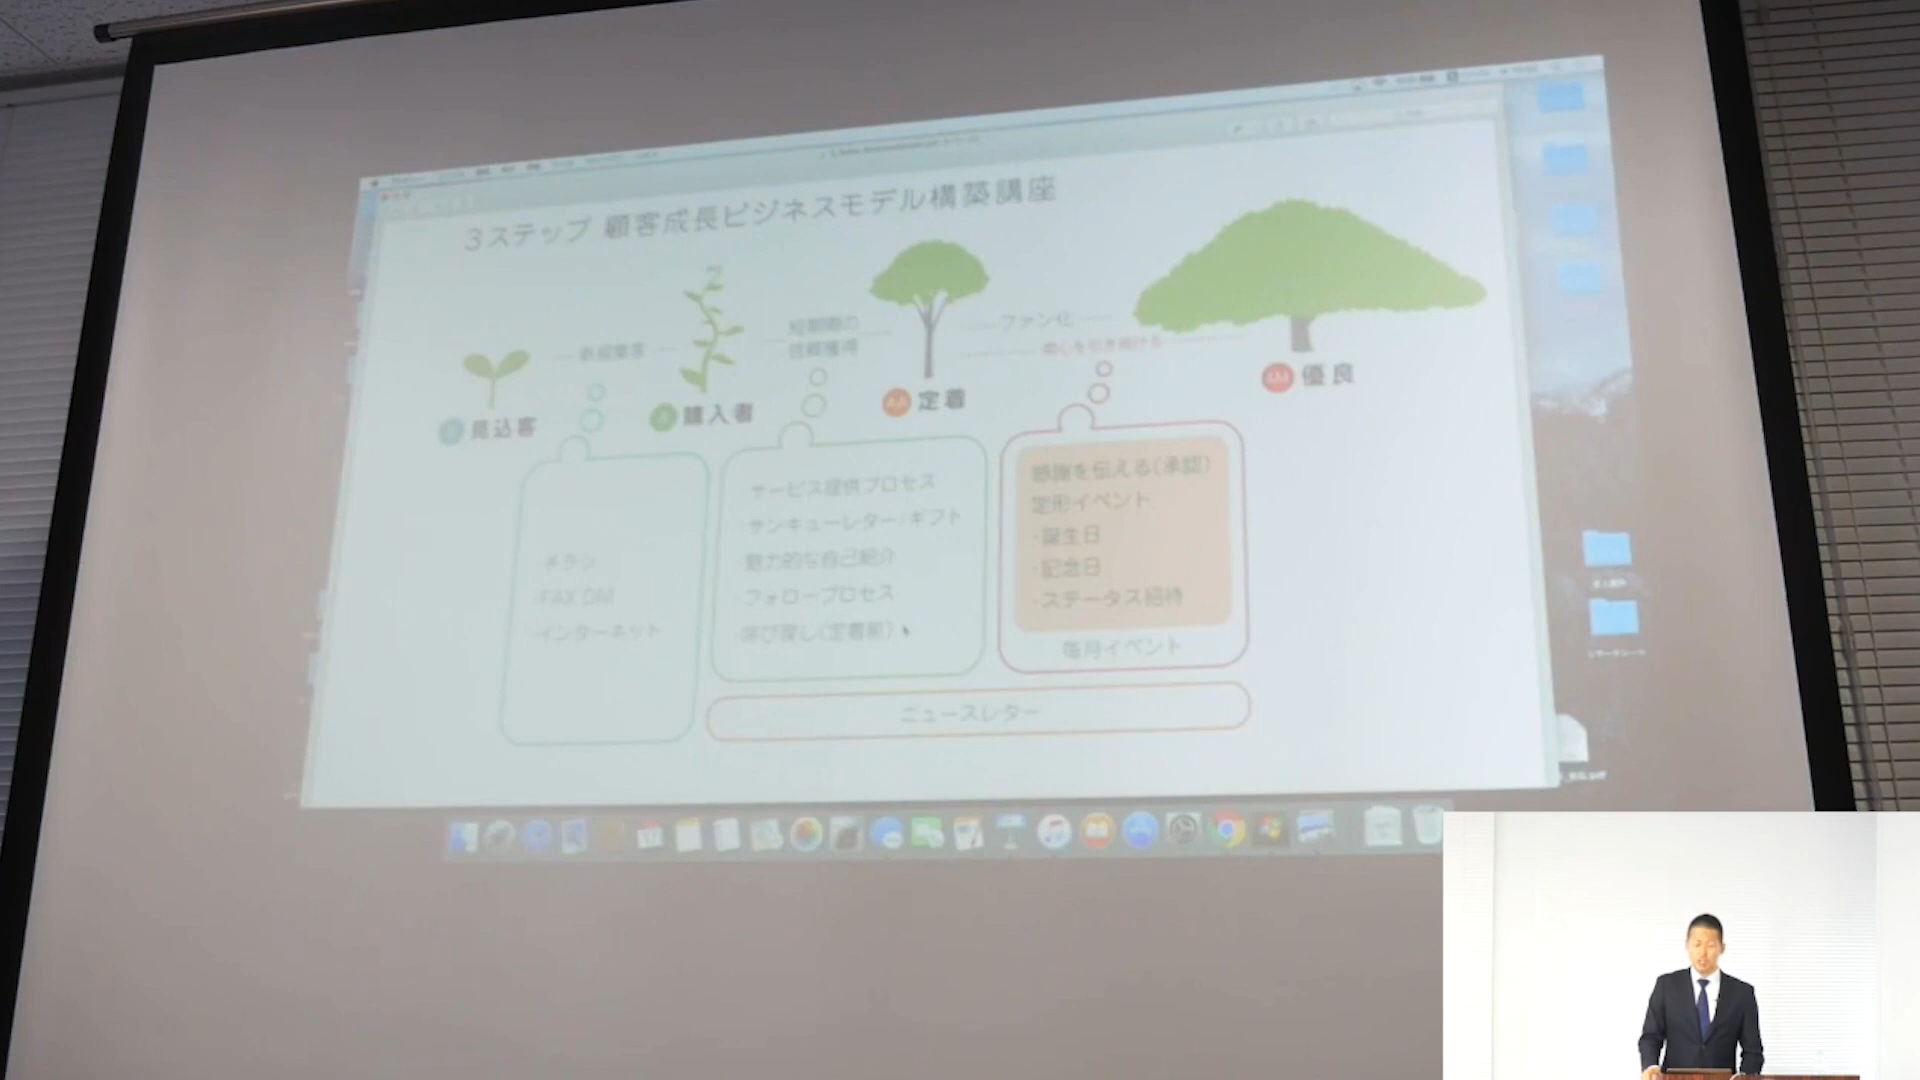 3ステップ 顧客成長ビジネスモデル構築講座
新規集客
短期間の
信頼獲得
ファン化
関心を引き続ける
見込客
A 購入者
AA 定着
AAA 優良
チラシ
・FAX DM
・インターネット
サービス提供プロセス
・サンキューレター/ギフト
魅力的な自己紹介
・フォロープロセス
・呼び戻し(定着前)
感謝を伝える(承認)
定形イベント
・誕生日
・記念日
・ステータス招待
毎月イベント
ニュースレター